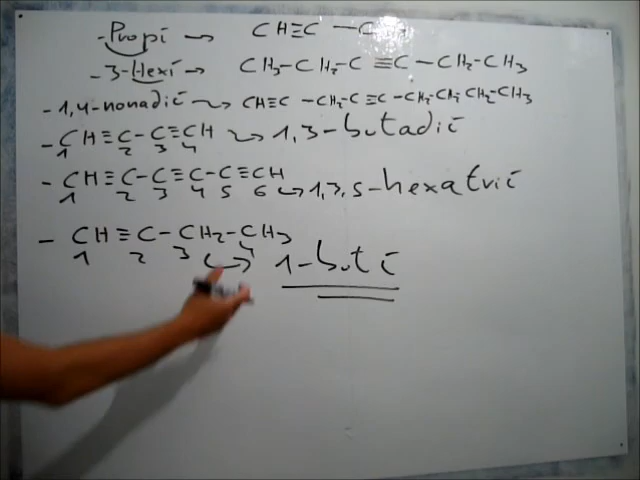 - Propí → CH≡C — C
- 3-Hexí → CH3-CH2-C≡C-CH2-CH3
- 1,4-nonadií → CH≡C-CH2-C≡C-CH2-CH2-CH2-CH3
- CH≡C-C≡CH → 1,3-butadií
1 2 3 4
- CH≡C-C≡C-C≡CH → 1,3,5-hexatrií
1 2 3 4 5 6
- CH≡C-CH2-CH3
1 2 3 4 → 1-butí